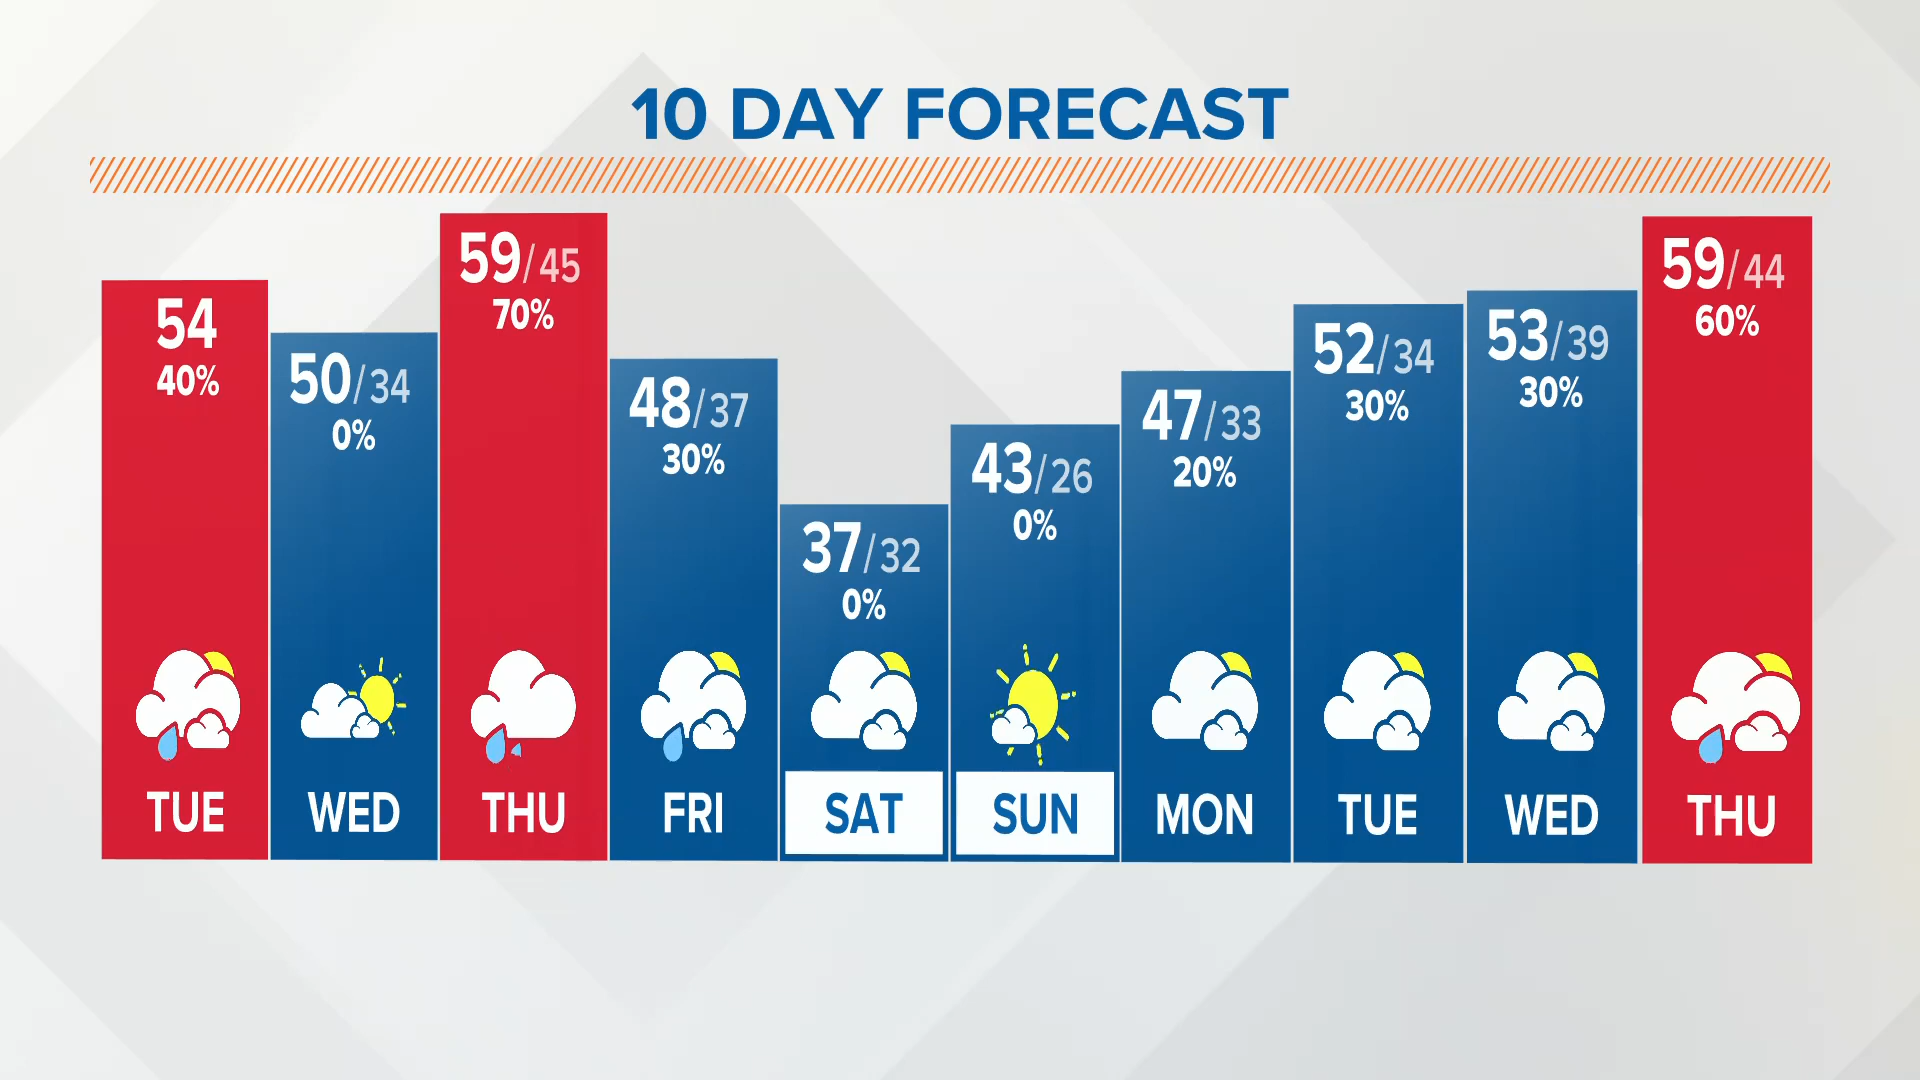 10 DAY FORECAST
54
40%
TUE
50/34
0%
WED
59/45
70%
THU
48/37
30%
FRI
37/32
0%
SAT
43/26
0%
SUN
47/33
20%
MON
52/34
30%
TUE
53/39
30%
WED
59/44
60%
THU